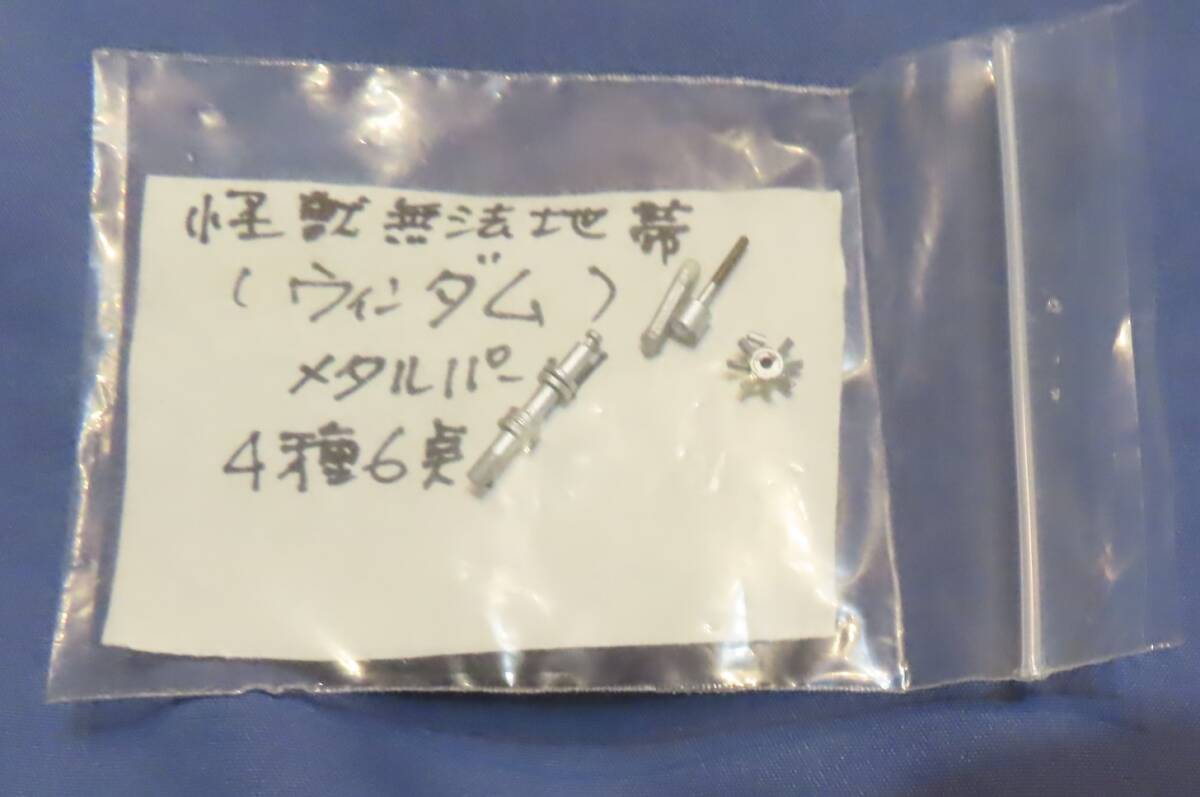 怪獣無法地帯
(ウィンダム)
メタルパー
4種6点